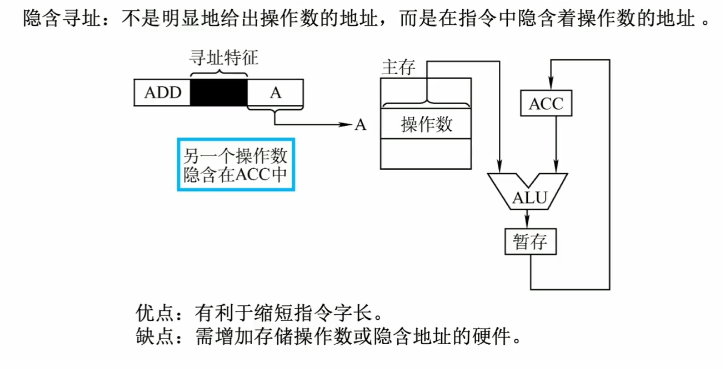 隐含寻址：不是明显地给出操作数的地址，而是在指令中隐含着操作数的地址 。
寻址特征
ADD
A
A
另一个操作数
隐含在ACC中
主存
操作数
ACC
ALU
暂存
优点：有利于缩短指令字长。
缺点：需增加存储操作数或隐含地址的硬件。